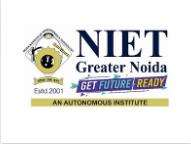 NIET
Greater Noida
GET FUTURE READY
Estd.2001
AN AUTONOMOUS INSTITUTE